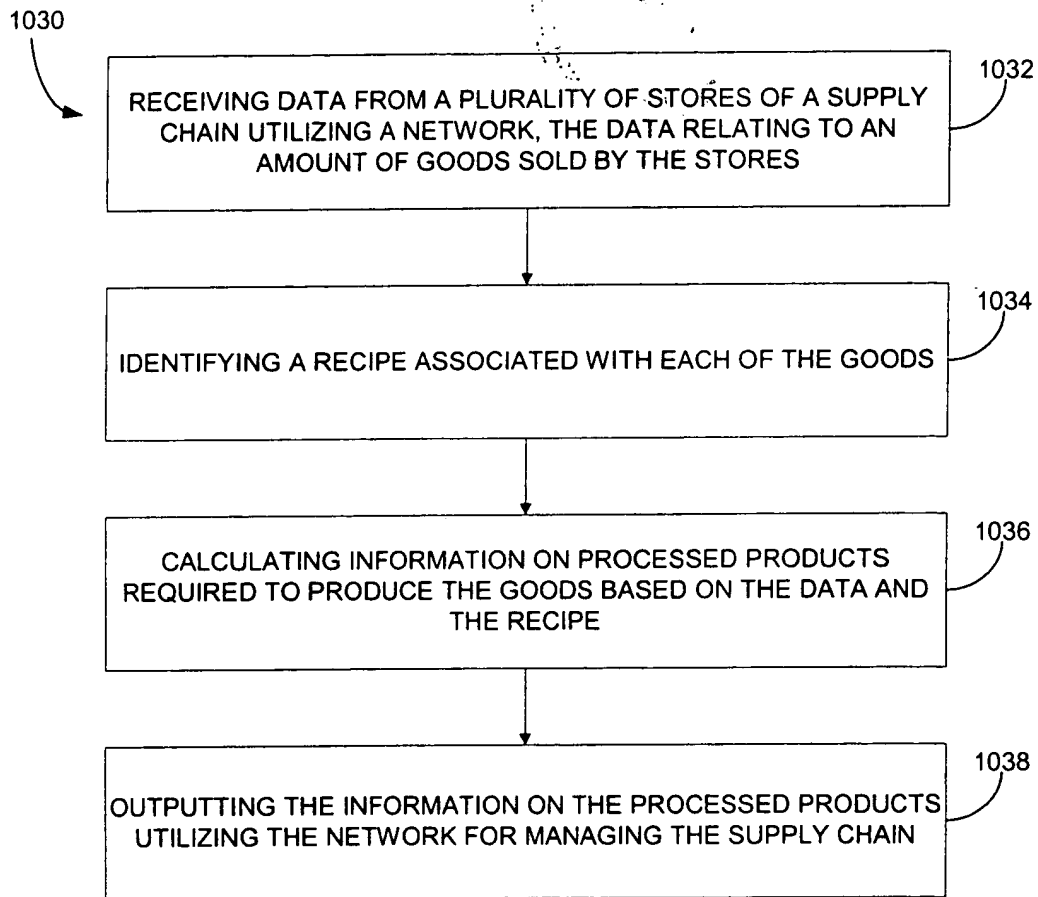 1030
1032
RECEIVING DATA FROM A PLURALITY OF STORES OF A SUPPLY
CHAIN UTILIZING A NETWORK, THE DATA RELATING TO AN
AMOUNT OF GOODS SOLD BY THE STORES
1034
IDENTIFYING A RECIPE ASSOCIATED WITH EACH OF THE GOODS
1036
CALCULATING INFORMATION ON PROCESSED PRODUCTS
REQUIRED TO PRODUCE THE GOODS BASED ON THE DATA AND
THE RECIPE
1038
OUTPUTTING THE INFORMATION ON THE PROCESSED PRODUCTS
UTILIZING THE NETWORK FOR MANAGING THE SUPPLY CHAIN